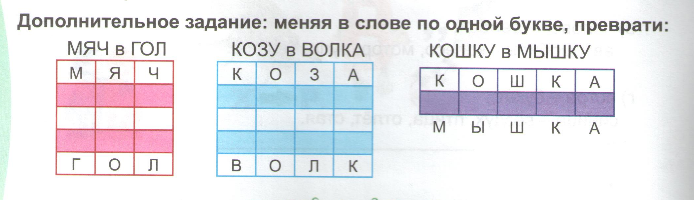 Дополнительное задание: меняя в слове по одной букве, преврати:
МЯЧ в ГОЛ КОЗУ в ВОЛКА КОШКУ в МЫШКУ
М Я Ч К О З А К О Ш К А
М Ы Ш К А
Г О Л В О Л К